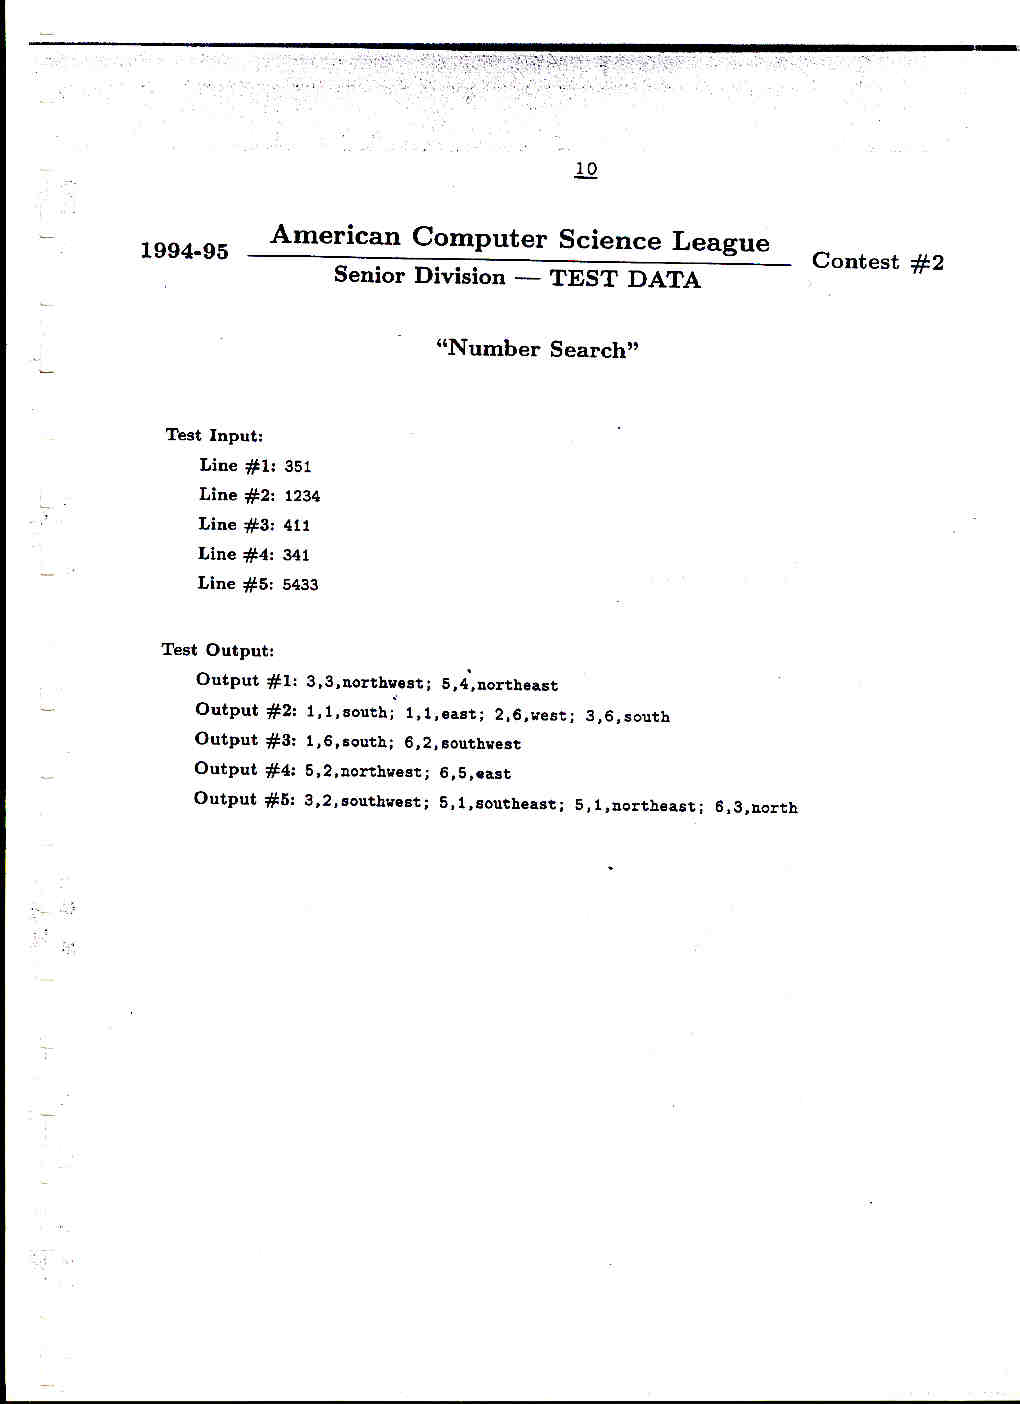 10
1994-95 American Computer Science League Contest #2
Senior Division — TEST DATA
“Number Search”
Test Input:
Line #1: 351
Line #2: 1234
Line #3: 411
Line #4: 341
Line #5: 5433
Test Output:
Output #1: 3,3,northwest; 5,4,northeast
Output #2: 1,1,south; 1,1,east; 2,6,west; 3,6,south
Output #3: 1,6,south; 6,2,southwest
Output #4: 5,2,northwest; 6,5,east
Output #5: 3,2,southwest; 5,1,southeast; 5,1,northeast; 6,3,north